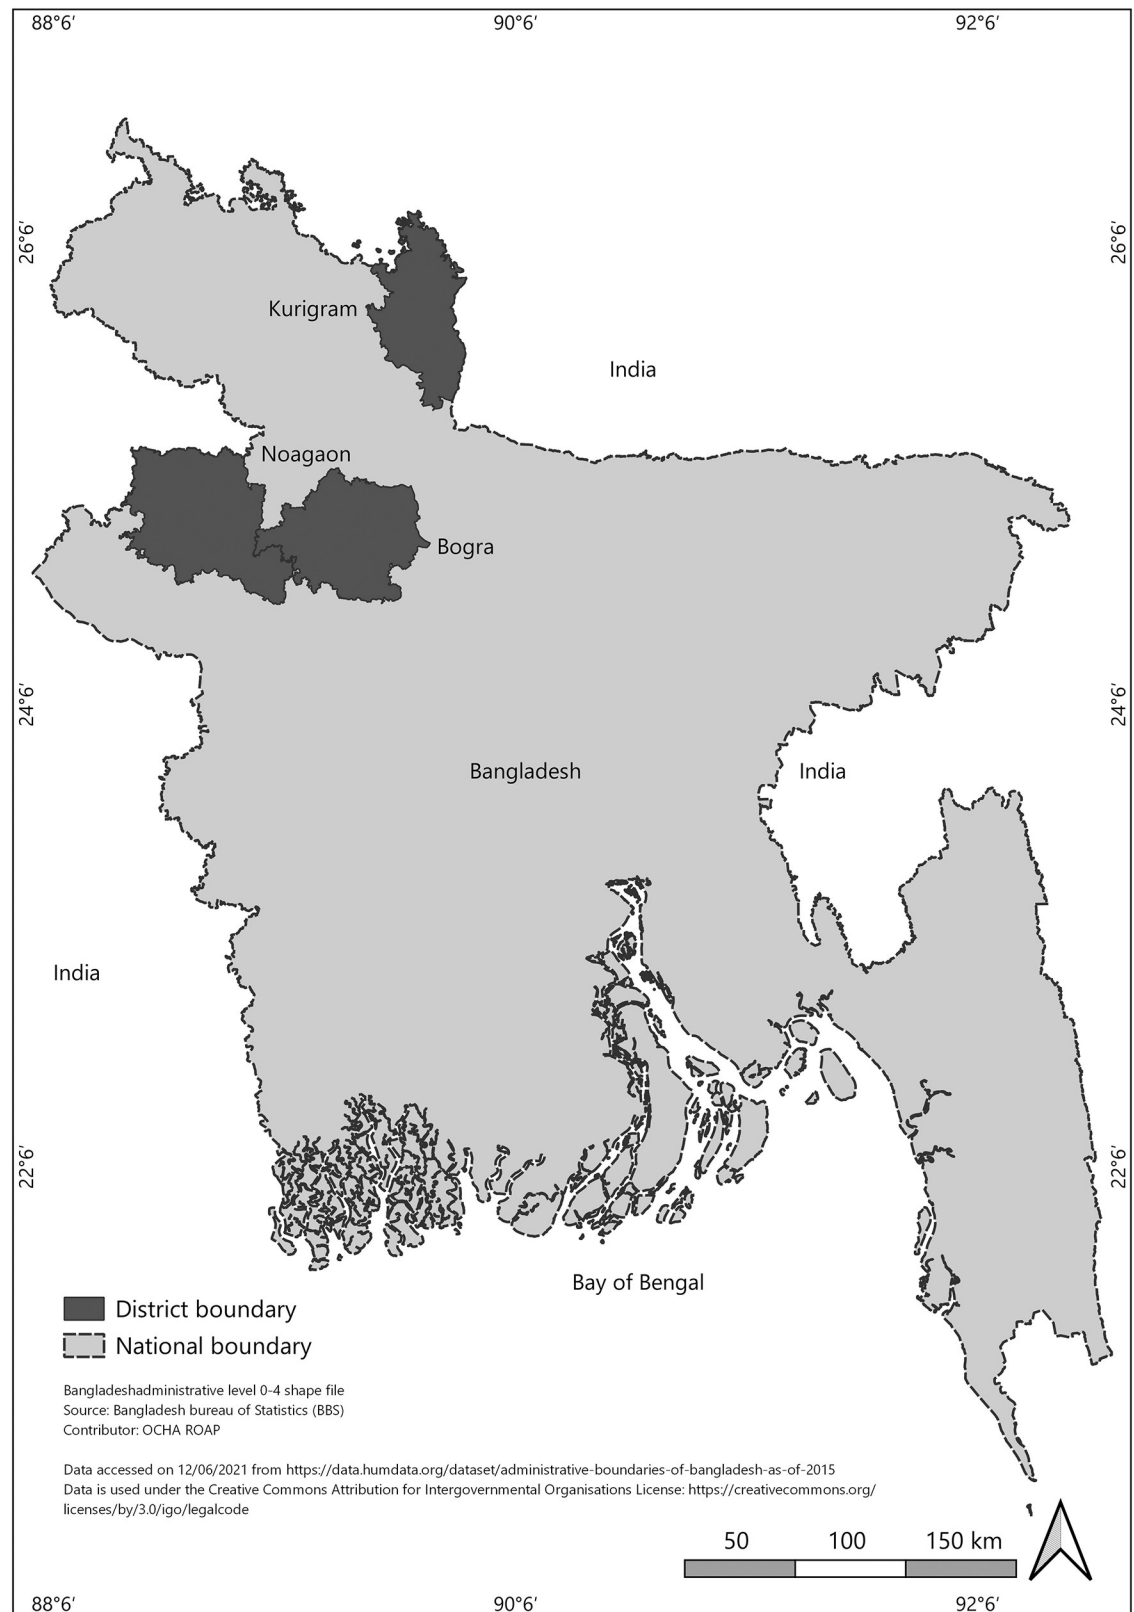 88°6′ 90°6′ 92°6′
26°6′ 26°6′
Kurigram
India
Noagaon
Bogra
24°6′ 24°6′
Bangladesh India
India
22°6′ 22°6′
Bay of Bengal
District boundary
National boundary
Bangladeshadministrative level 0-4 shape file
Source: Bangladesh bureau of Statistics (BBS)
Contributor: OCHA ROAP
Data accessed on 12/06/2021 from https://data.humdata.org/dataset/administrative-boundaries-of-bangladesh-as-of-2015
Data is used under the Creative Commons Attribution for Intergovernmental Organisations License: https://creativecommons.org/
licenses/by/3.0/igo/legalcode
50 100 150 km
88°6′ 90°6′ 92°6′